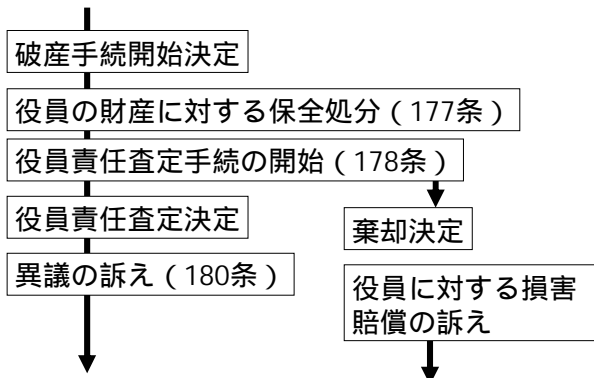 破産手続開始決定
役員の財産に対する保全処分（177条）
役員責任査定手続の開始（178条）
役員責任査定決定
棄却決定
異議の訴え（180条）
役員に対する損害
賠償の訴え